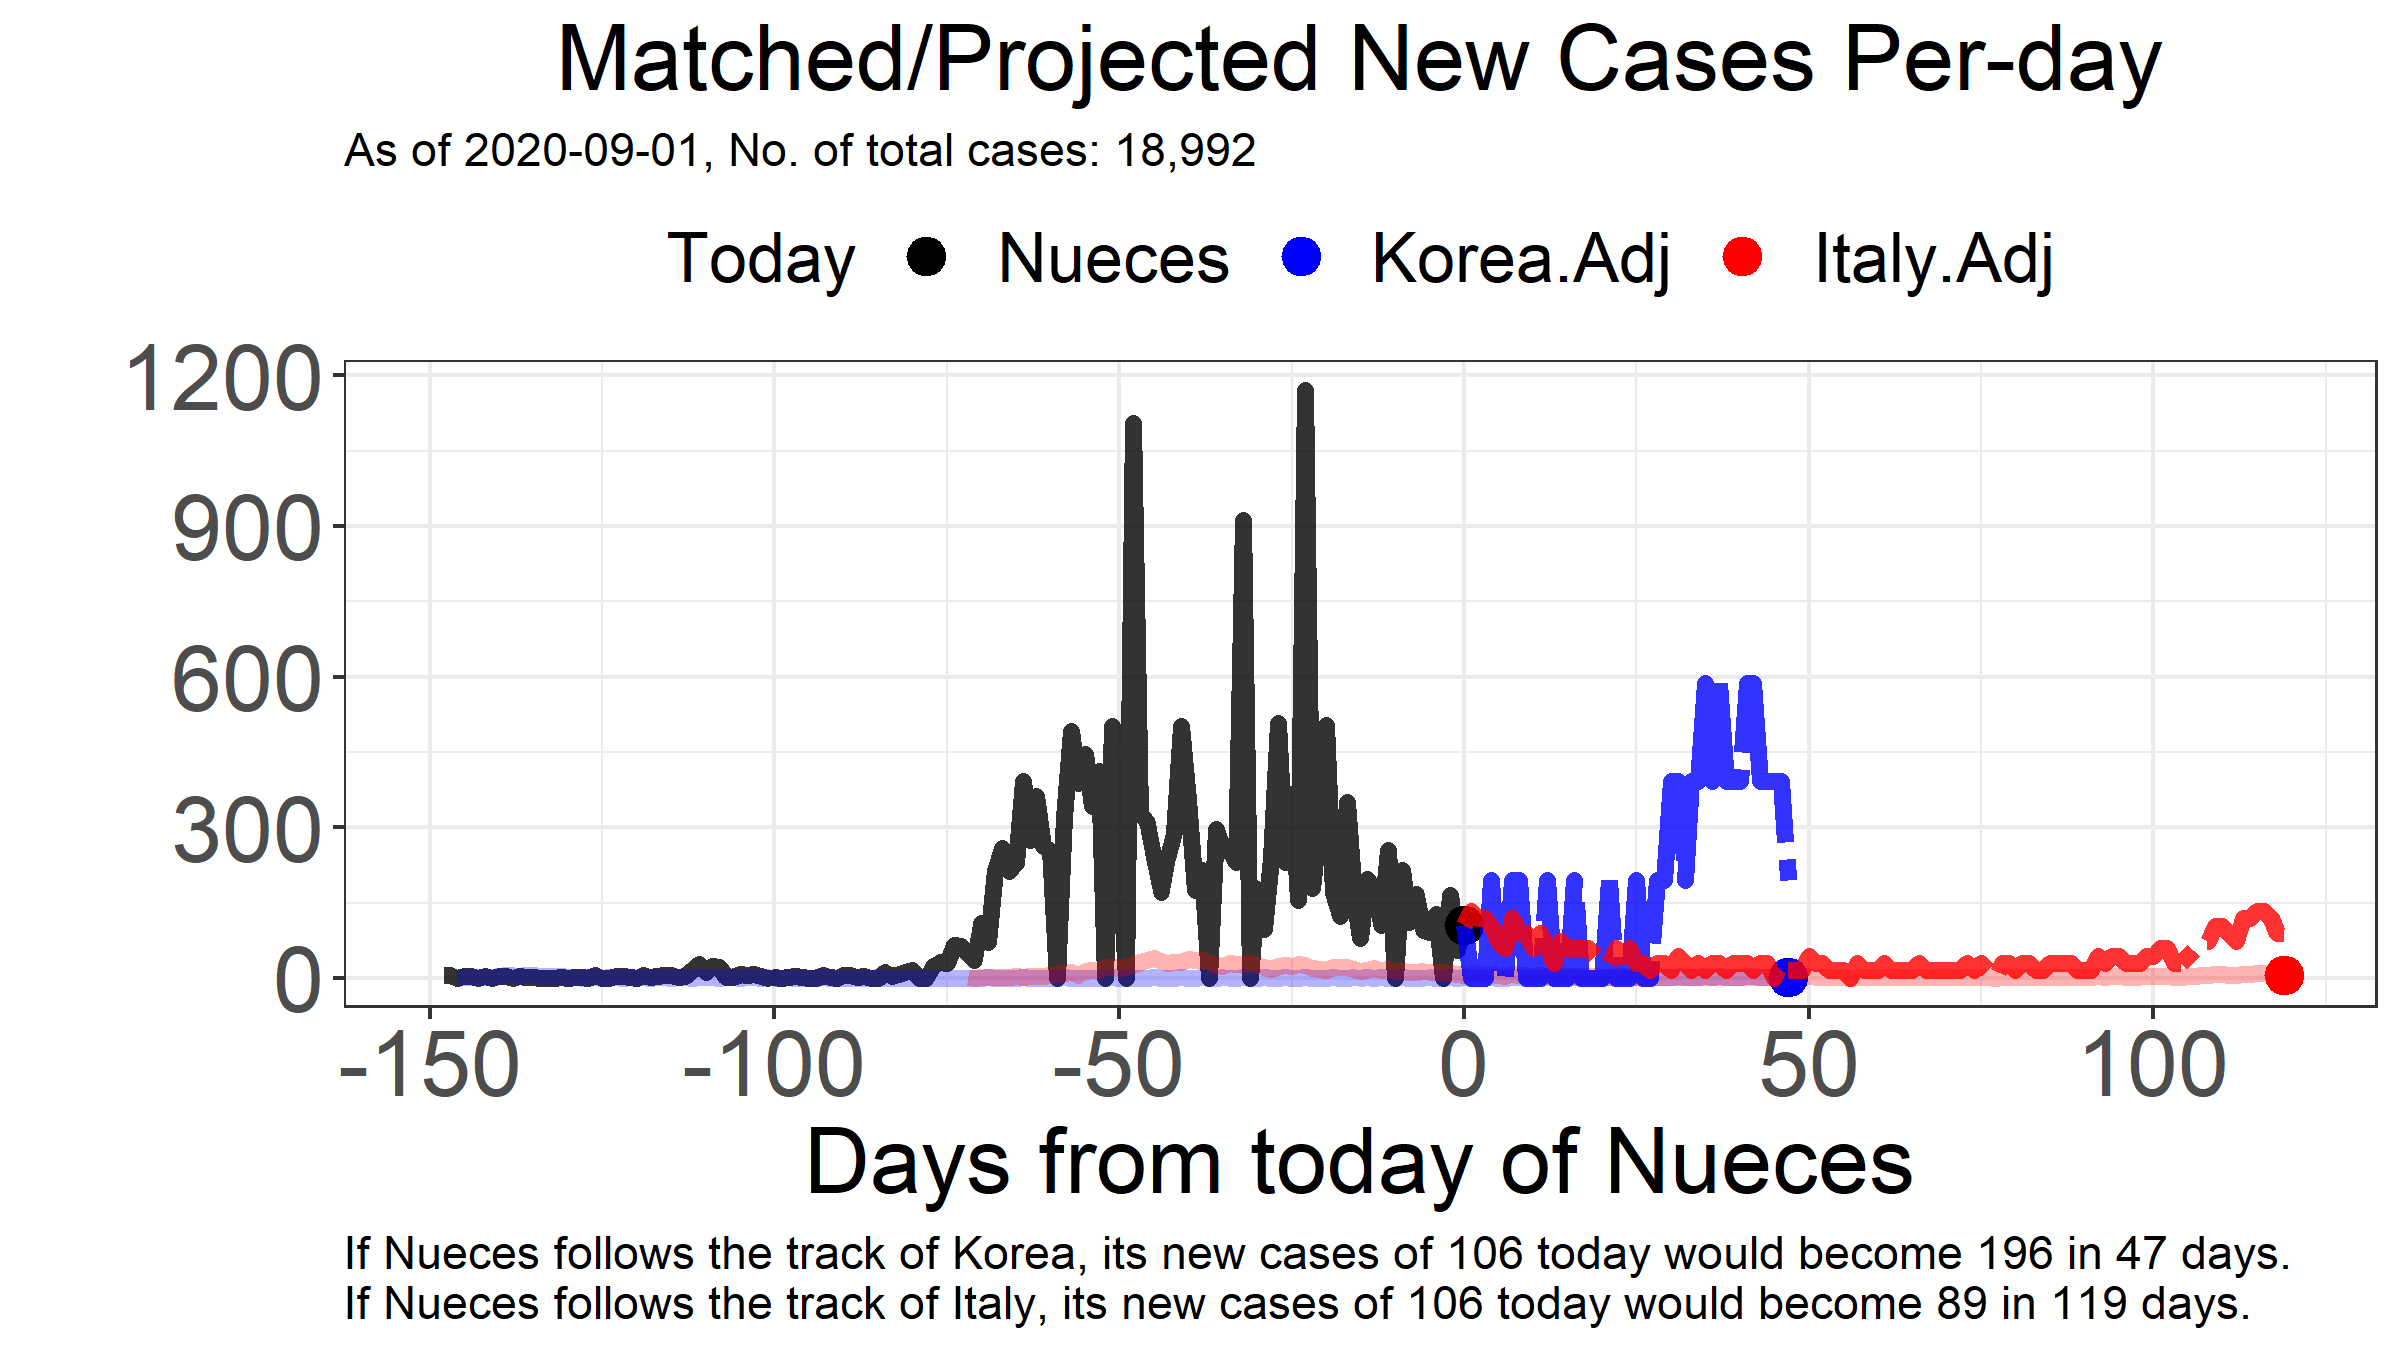 Matched/Projected New Cases Per-day
As of 2020-09-01, No. of total cases: 18,992
Today Nueces Korea.Adj Italy.Adj
1200
900
600
300
0
-150 -100 -50 0 50 100
Days from today of Nueces
If Nueces follows the track of Korea, its new cases of 106 today would become 196 in 47 days.
If Nueces follows the track of Italy, its new cases of 106 today would become 89 in 119 days.